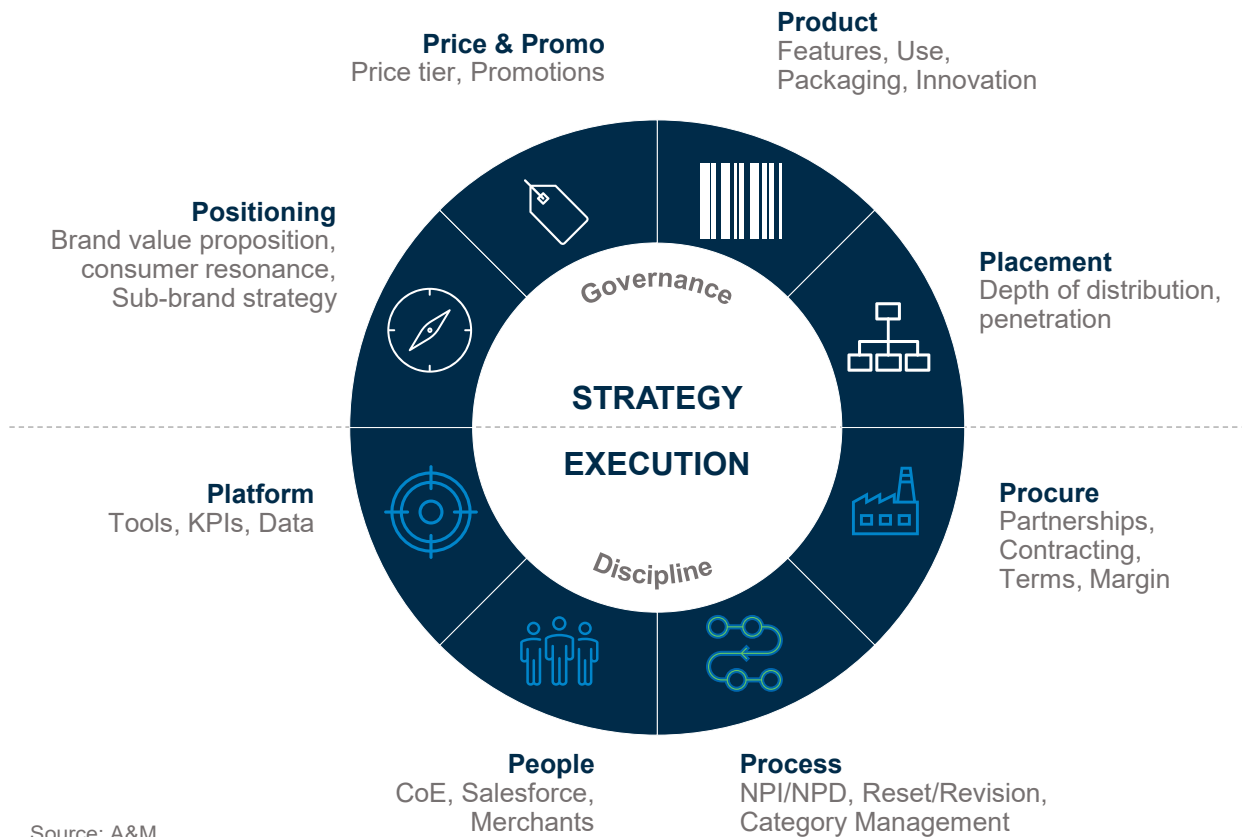 Product
Features, Use,
Packaging, Innovation
Price & Promo
Price tier, Promotions
Positioning
Brand value proposition,
consumer resonance,
Sub-brand strategy
Placement
Depth of distribution,
penetration
Governance
STRATEGY
EXECUTION
Discipline
Platform
Tools, KPIs, Data
Procure
Partnerships,
Contracting,
Terms, Margin
People
CoE, Salesforce,
Merchants
Process
NPI/NPD, Reset/Revision,
Category Management
Source: A&M